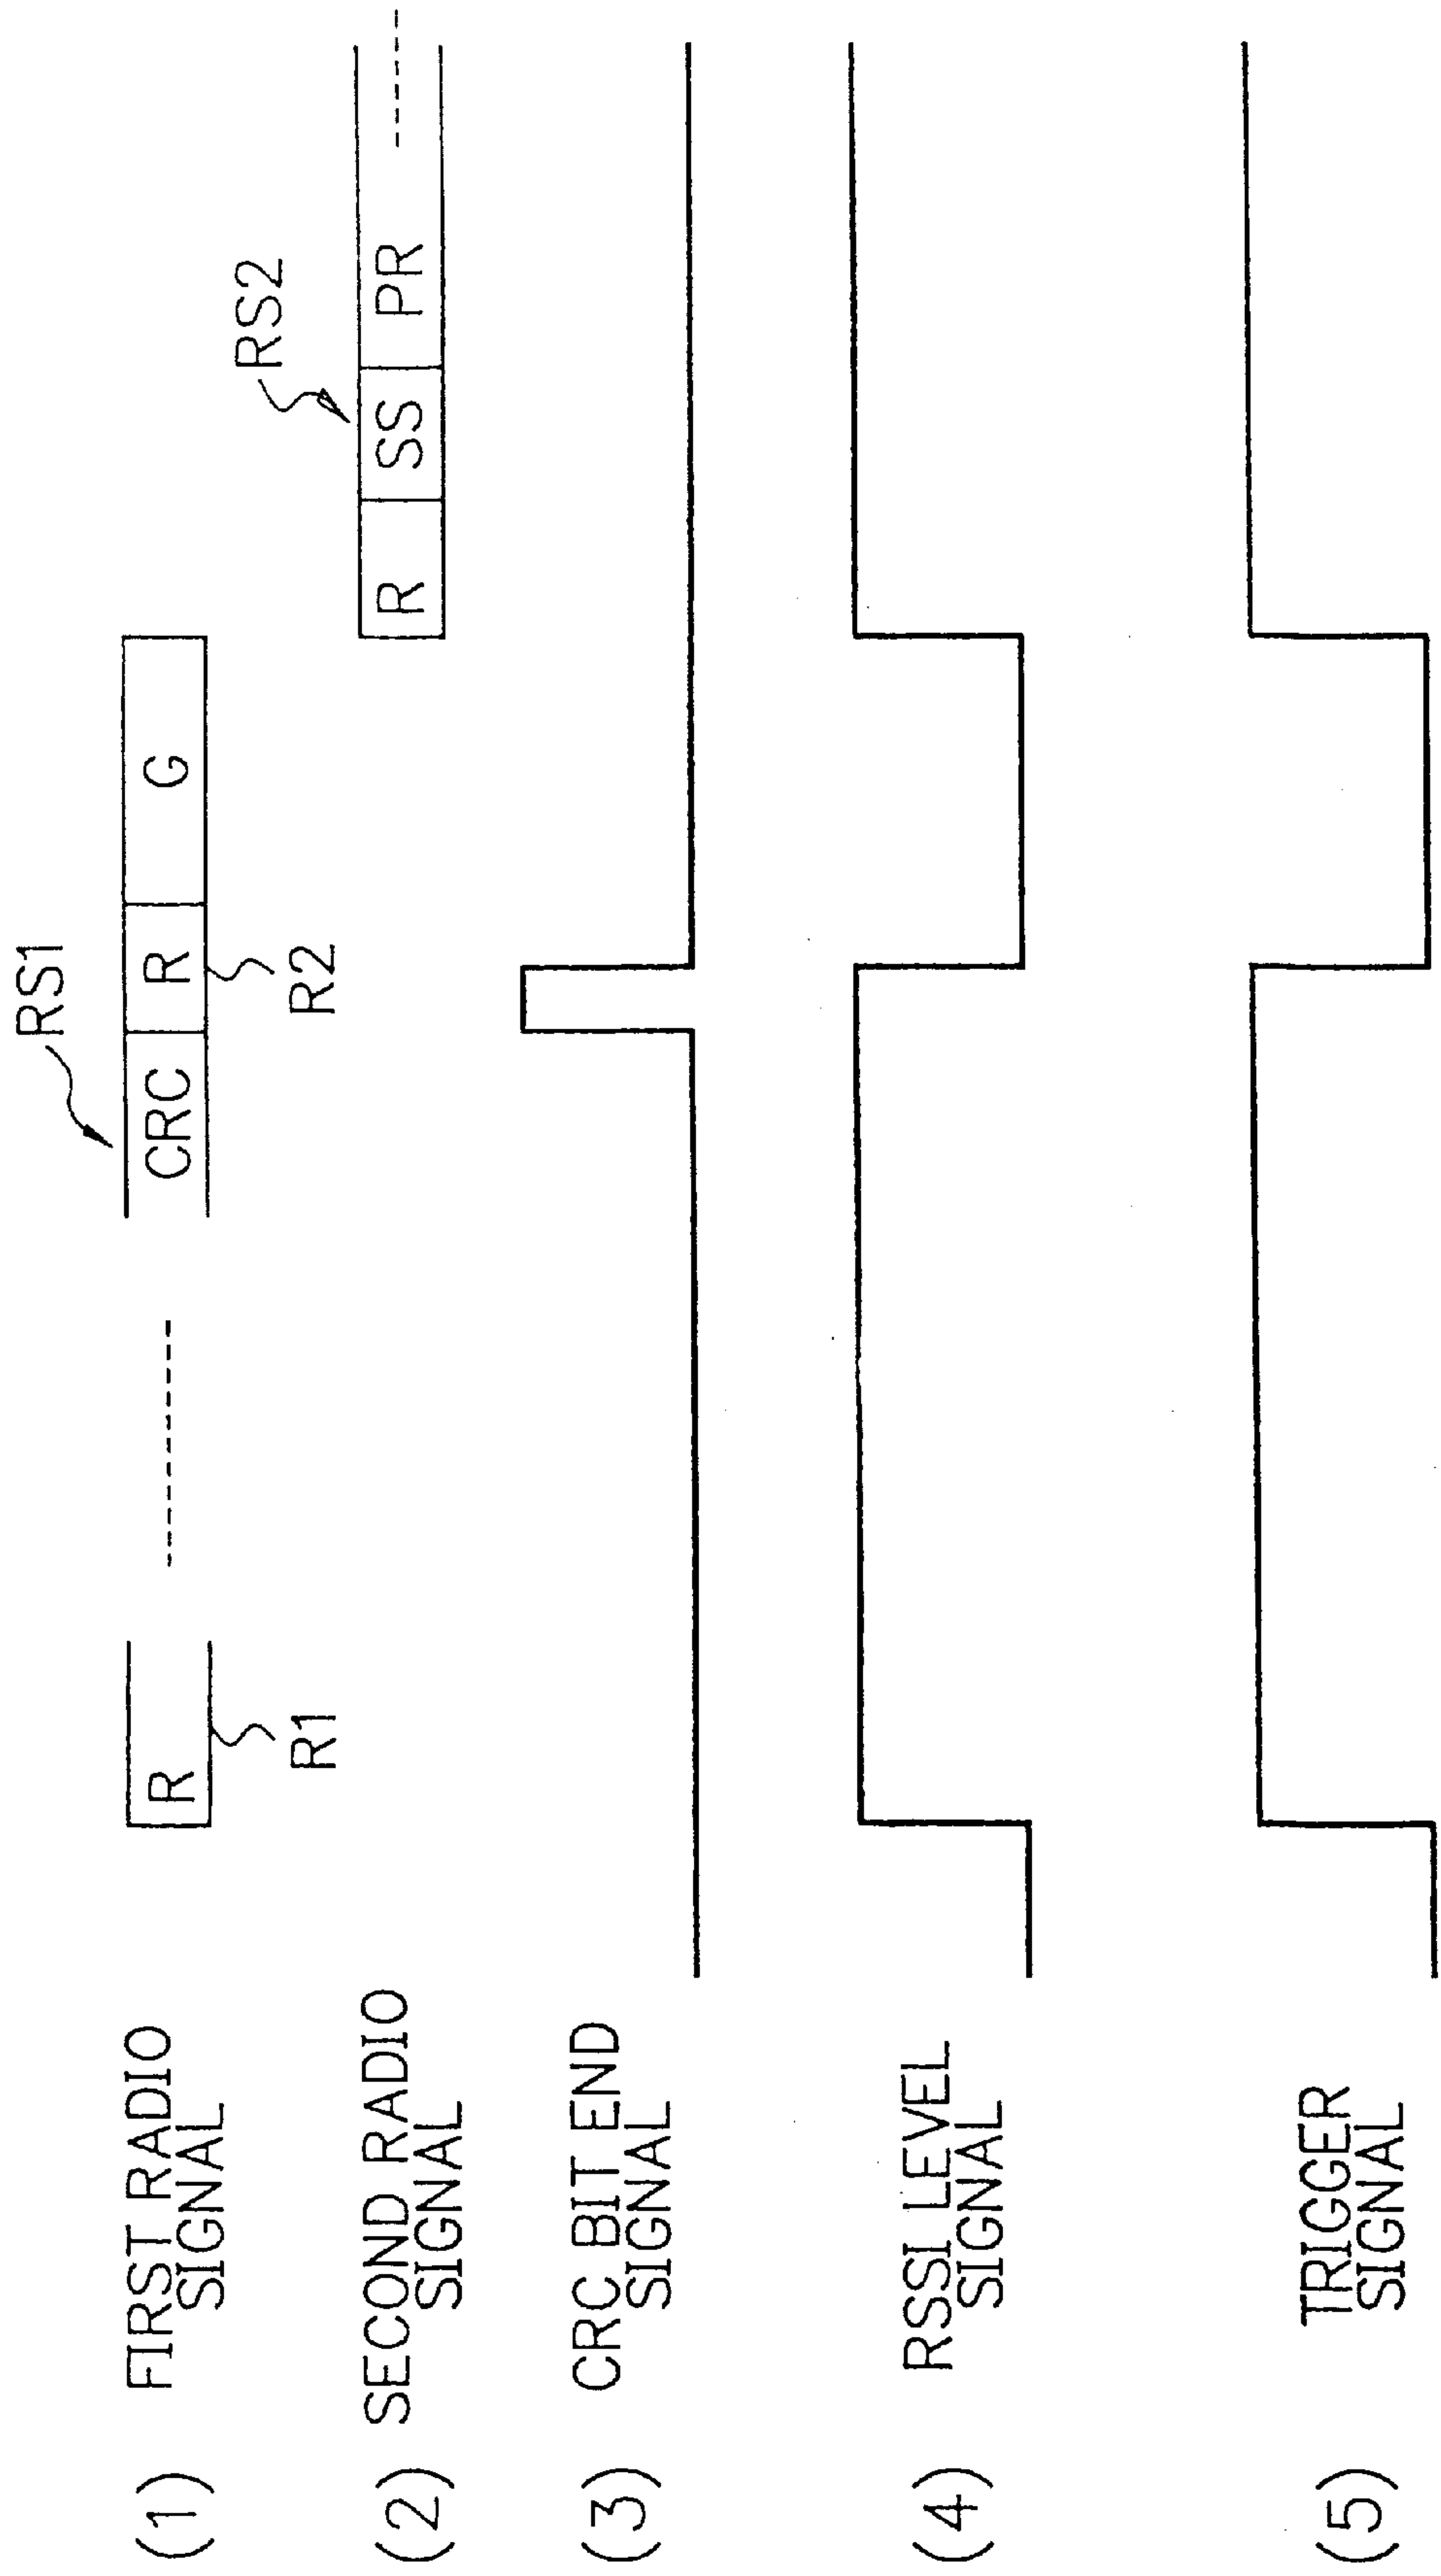 RS1
(1) FIRST RADIO
SIGNAL
R
CRC
R
G
R1
R2
RS2
(2) SECOND RADIO
SIGNAL
R
SS
PR
(3) CRC BIT END
SIGNAL
(4) RSSI LEVEL
SIGNAL
(5) TRIGGER
SIGNAL